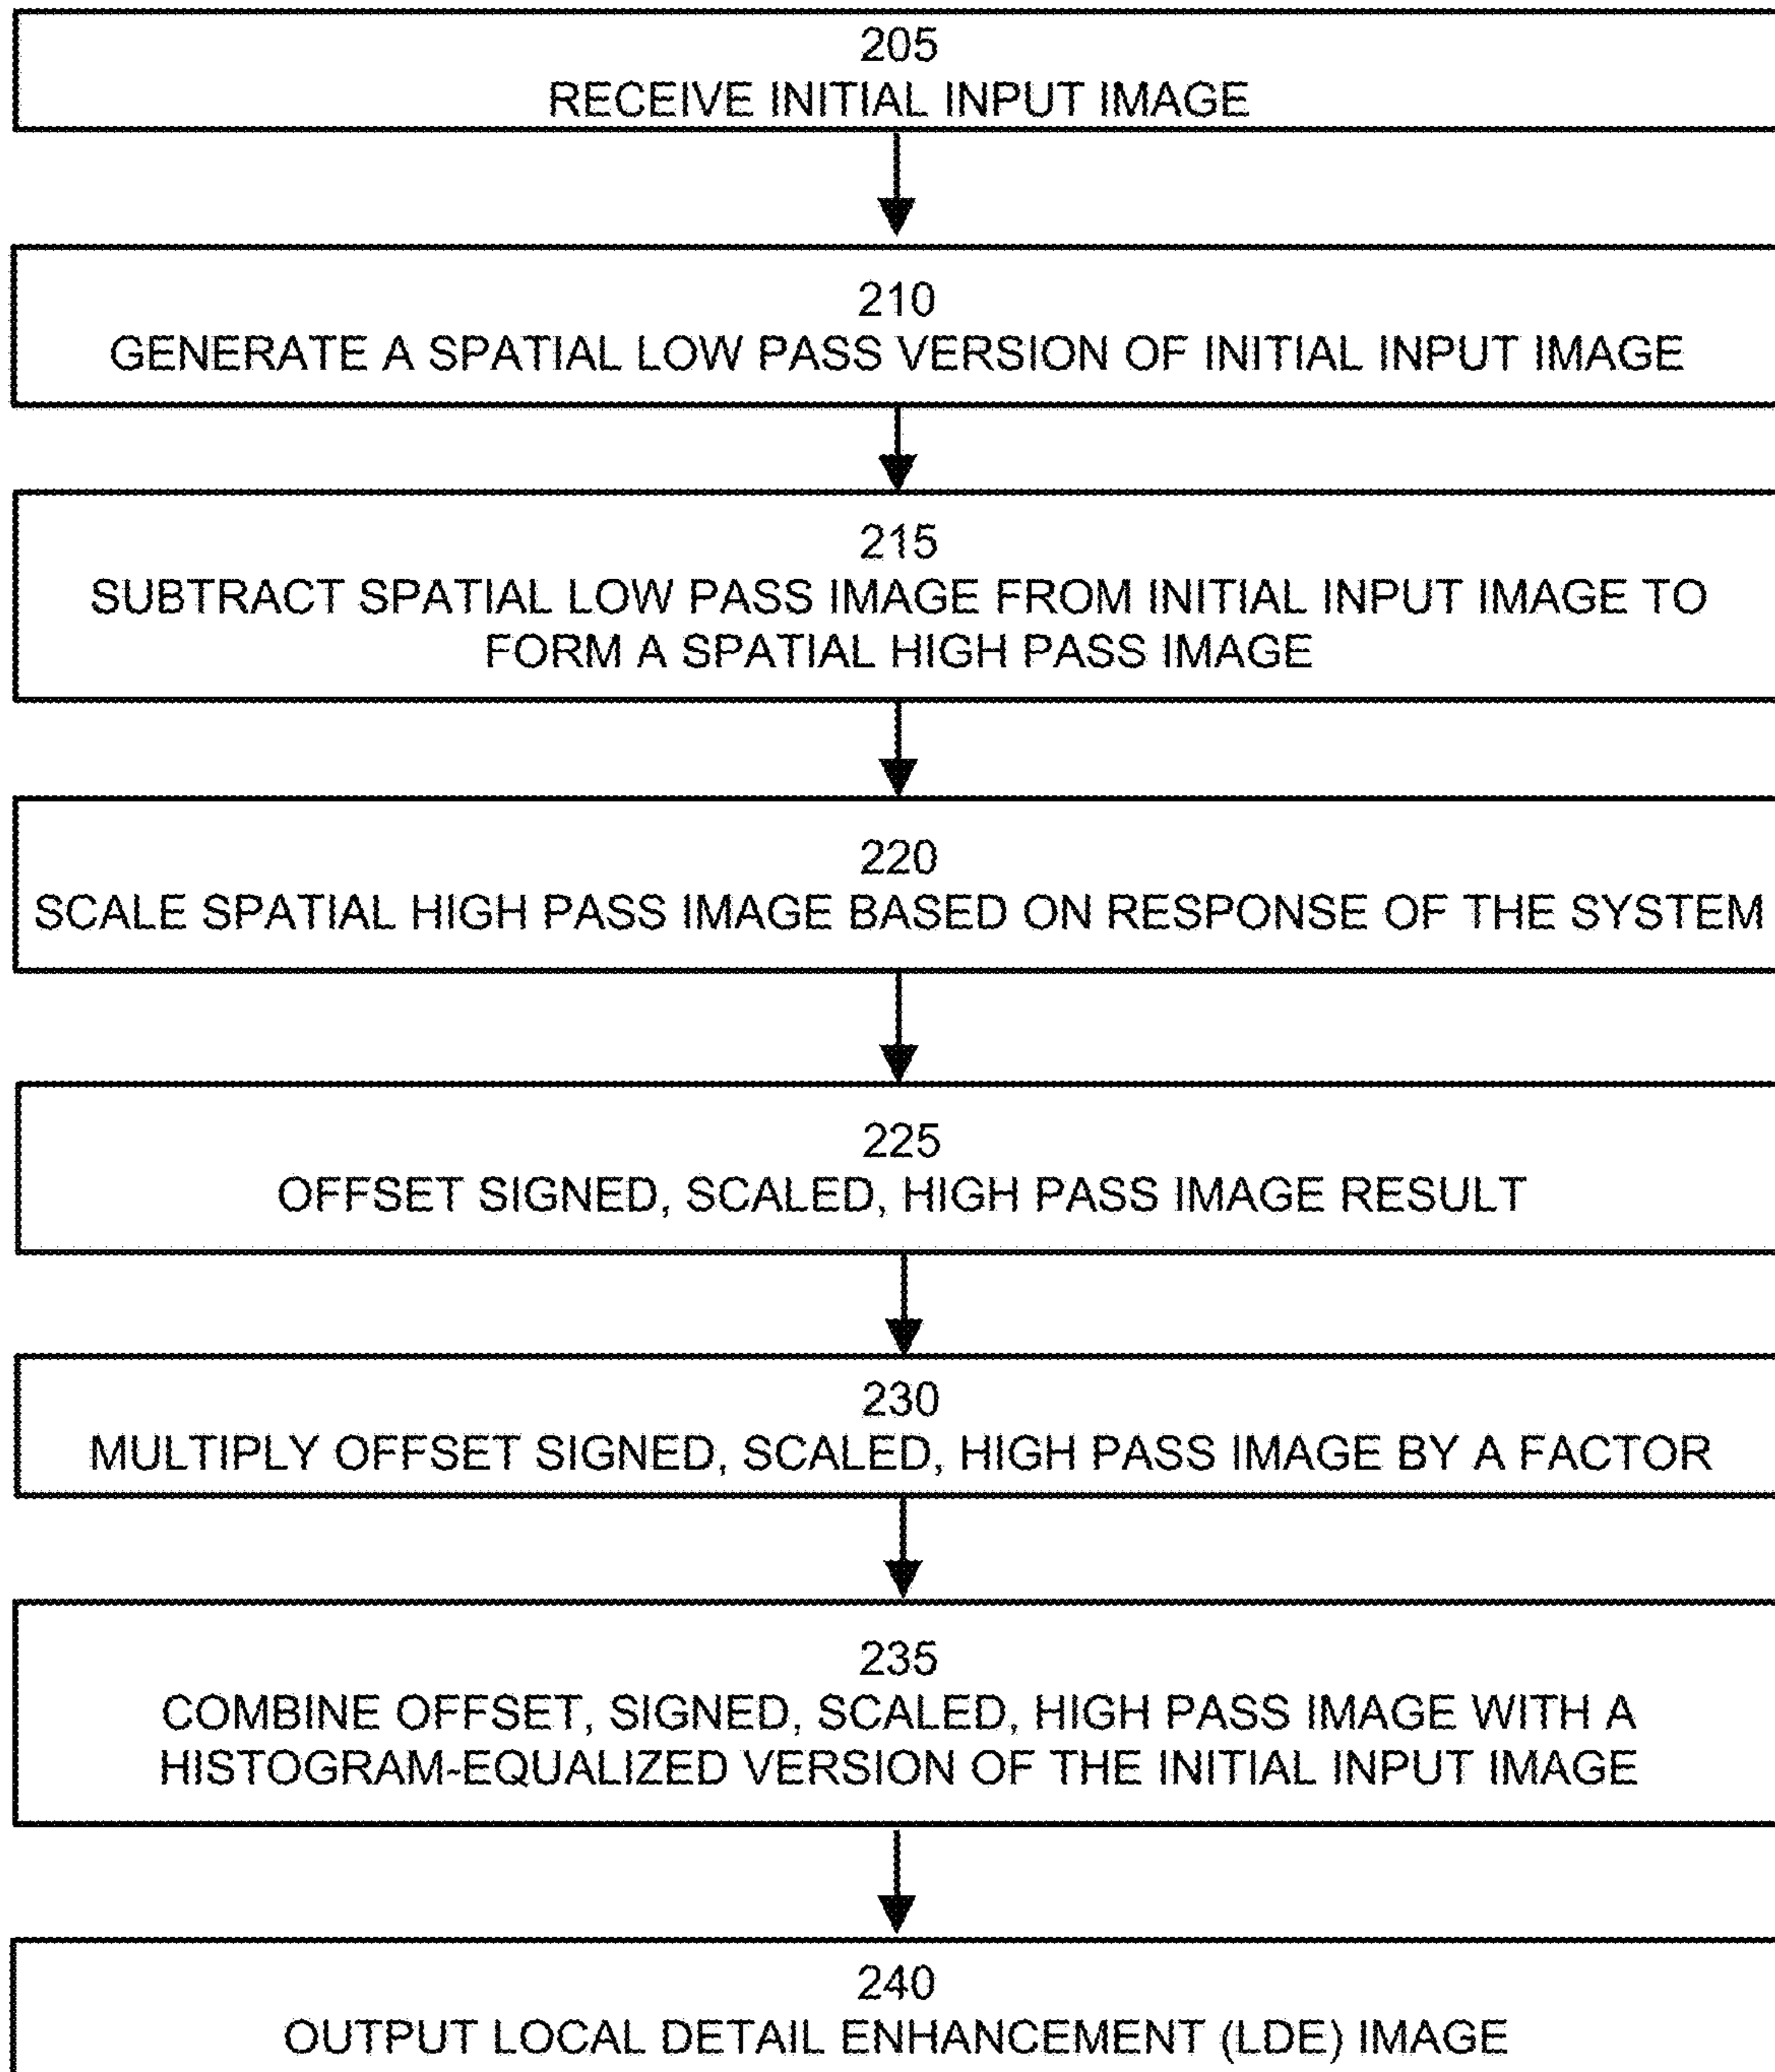 205
RECEIVE INITIAL INPUT IMAGE
210
GENERATE A SPATIAL LOW PASS VERSION OF INITIAL INPUT IMAGE
215
SUBTRACT SPATIAL LOW PASS IMAGE FROM INITIAL INPUT IMAGE TO
FORM A SPATIAL HIGH PASS IMAGE
220
SCALE SPATIAL HIGH PASS IMAGE BASED ON RESPONSE OF THE SYSTEM
225
OFFSET SIGNED, SCALED, HIGH PASS IMAGE RESULT
230
MULTIPLY OFFSET SIGNED, SCALED, HIGH PASS IMAGE BY A FACTOR
235
COMBINE OFFSET, SIGNED, SCALED, HIGH PASS IMAGE WITH A
HISTOGRAM-EQUALIZED VERSION OF THE INITIAL INPUT IMAGE
240
OUTPUT LOCAL DETAIL ENHANCEMENT (LDE) IMAGE